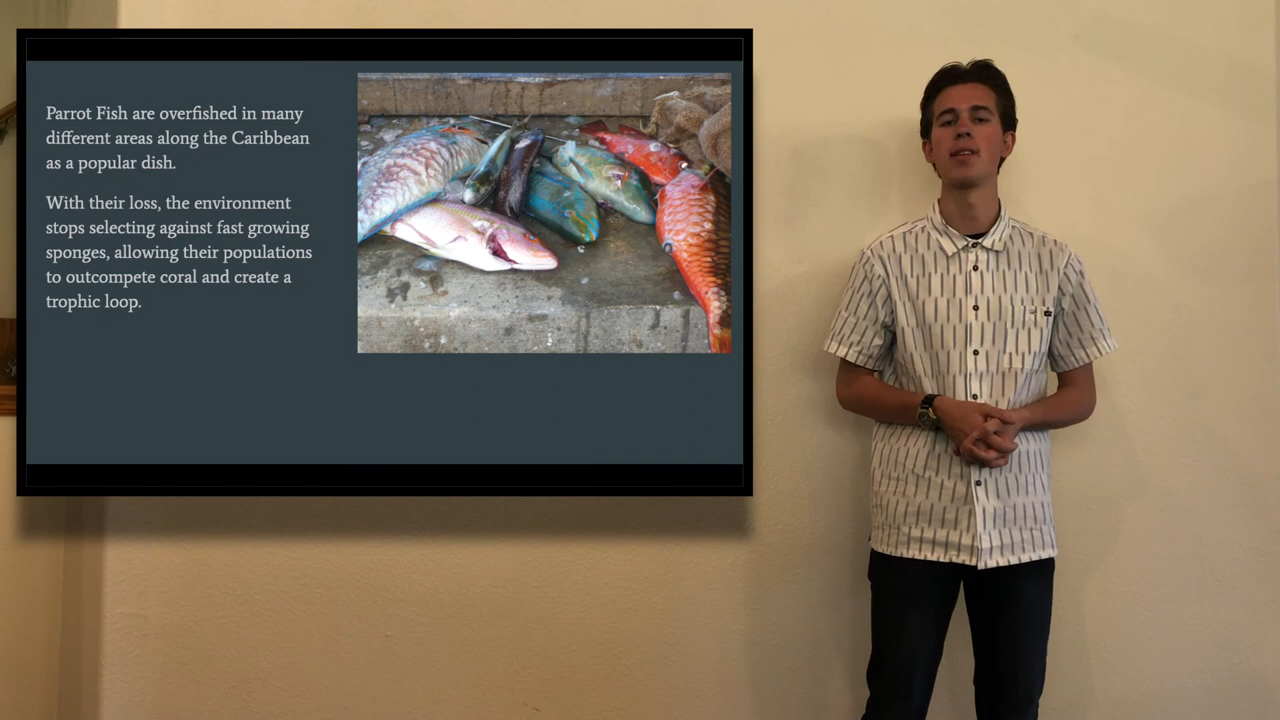 Parrot Fish are overfished in many
different areas along the Caribbean
as a popular dish.
With their loss, the environment
stops selecting against fast growing
sponges, allowing their populations
to outcompete coral and create a
trophic loop.